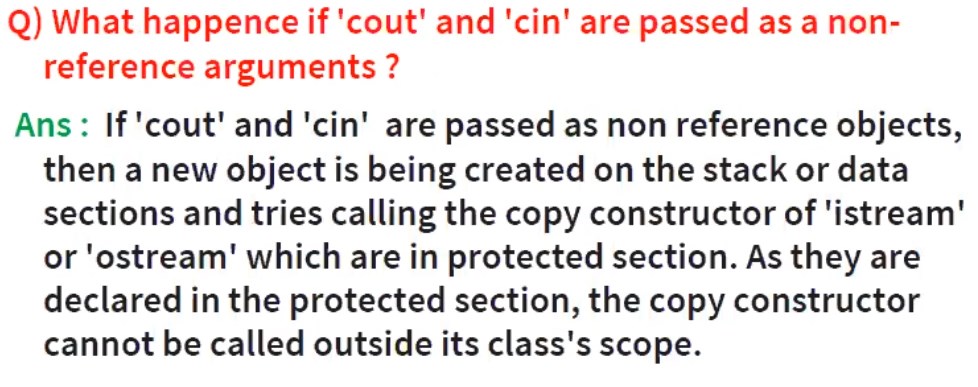 Q) What happence if 'cout' and 'cin' are passed as a non-
reference arguments ?
Ans : If 'cout' and 'cin' are passed as non reference objects,
then a new object is being created on the stack or data
sections and tries calling the copy constructor of 'istream'
or 'ostream' which are in protected section. As they are
declared in the protected section, the copy constructor
cannot be called outside its class's scope.